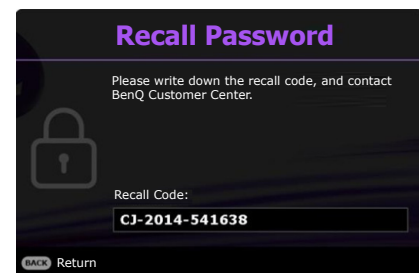 Recall Password
Please write down the recall code, and contact
BenQ Customer Center.
Recall Code:
CJ-2014-541638
BACK Return